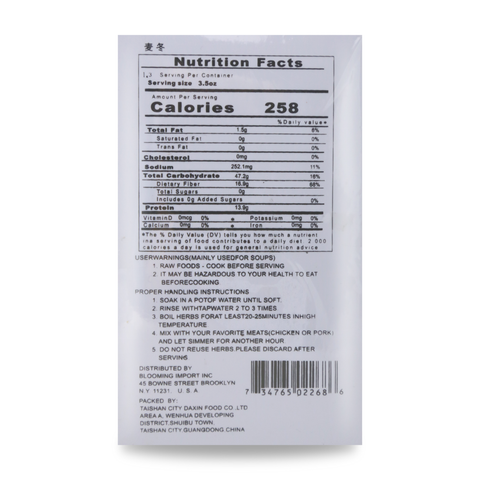 麦冬
Nutrition Facts
Serving Per Container
Serving size 3.5oz
Amount Per Serving
Calories 258
%Daily value*
Total Fat 1.5g 6%
Saturated Fat 0g 0%
Trans Fat 0g 0%
Cholesterol 0mg 0%
Sodium 252.1mg 11%
Total Carbohydrate 47.2g 16%
Dietary Fiber 16.9g 68%
Total Sugars 0g
Includes 0g Added Sugars 0%
Protein 13.9g
VitaminD 0mcg 0% * Potassium 0mg 0%
Calcium 0mg 0% * Iron 0mg 0%
*The % Daily Value (DV) tells you how much a nutrient
ina serving of food contributes to a daily diet 2 000
calories a day is used for general nutrition advice
USERWARNINGS(MAINLY USEDFOR SOUPS)
1 RAW FOODS - COOK BEFORE SERVING
2 IT MAY BE HAZARDOUS TO YOUR HEALTH TO EAT
BEFORECOOKING
PROPER HANDLING INSTRUCTIONS
1 SOAK IN A POTOF WATER UNTIL SOFT.
2 RINSE WITHTAPWATER 2 TO 3 TIMES
3 BOIL HERBS FORAT LEAST20-25MINUTES INHIGH
TEMPERATURE
4 MIX WITH YOUR FAVORITE MEATS(CHICKEN OR PORK)
AND LET SIMMER FOR ANOTHER HOUR
5 DO NOT REUSE HERBS PLEASE DISCARD AFTER
SERVING
DISTRIBUTED BY
BLOOMING IMPORT INC
45 BOWNE STREET BROOKLYN
N.Y 11231. U. S. A.
7 34765 02268 6
PACKED BY:
TAISHAN CITY DAXIN FOOD CO.,LTD.
AREA A, WENHUA DEVELOPING
DISTRICT,SHUIBU TOWN,
TAISHAN CITY,GUANGDONG,CHINA